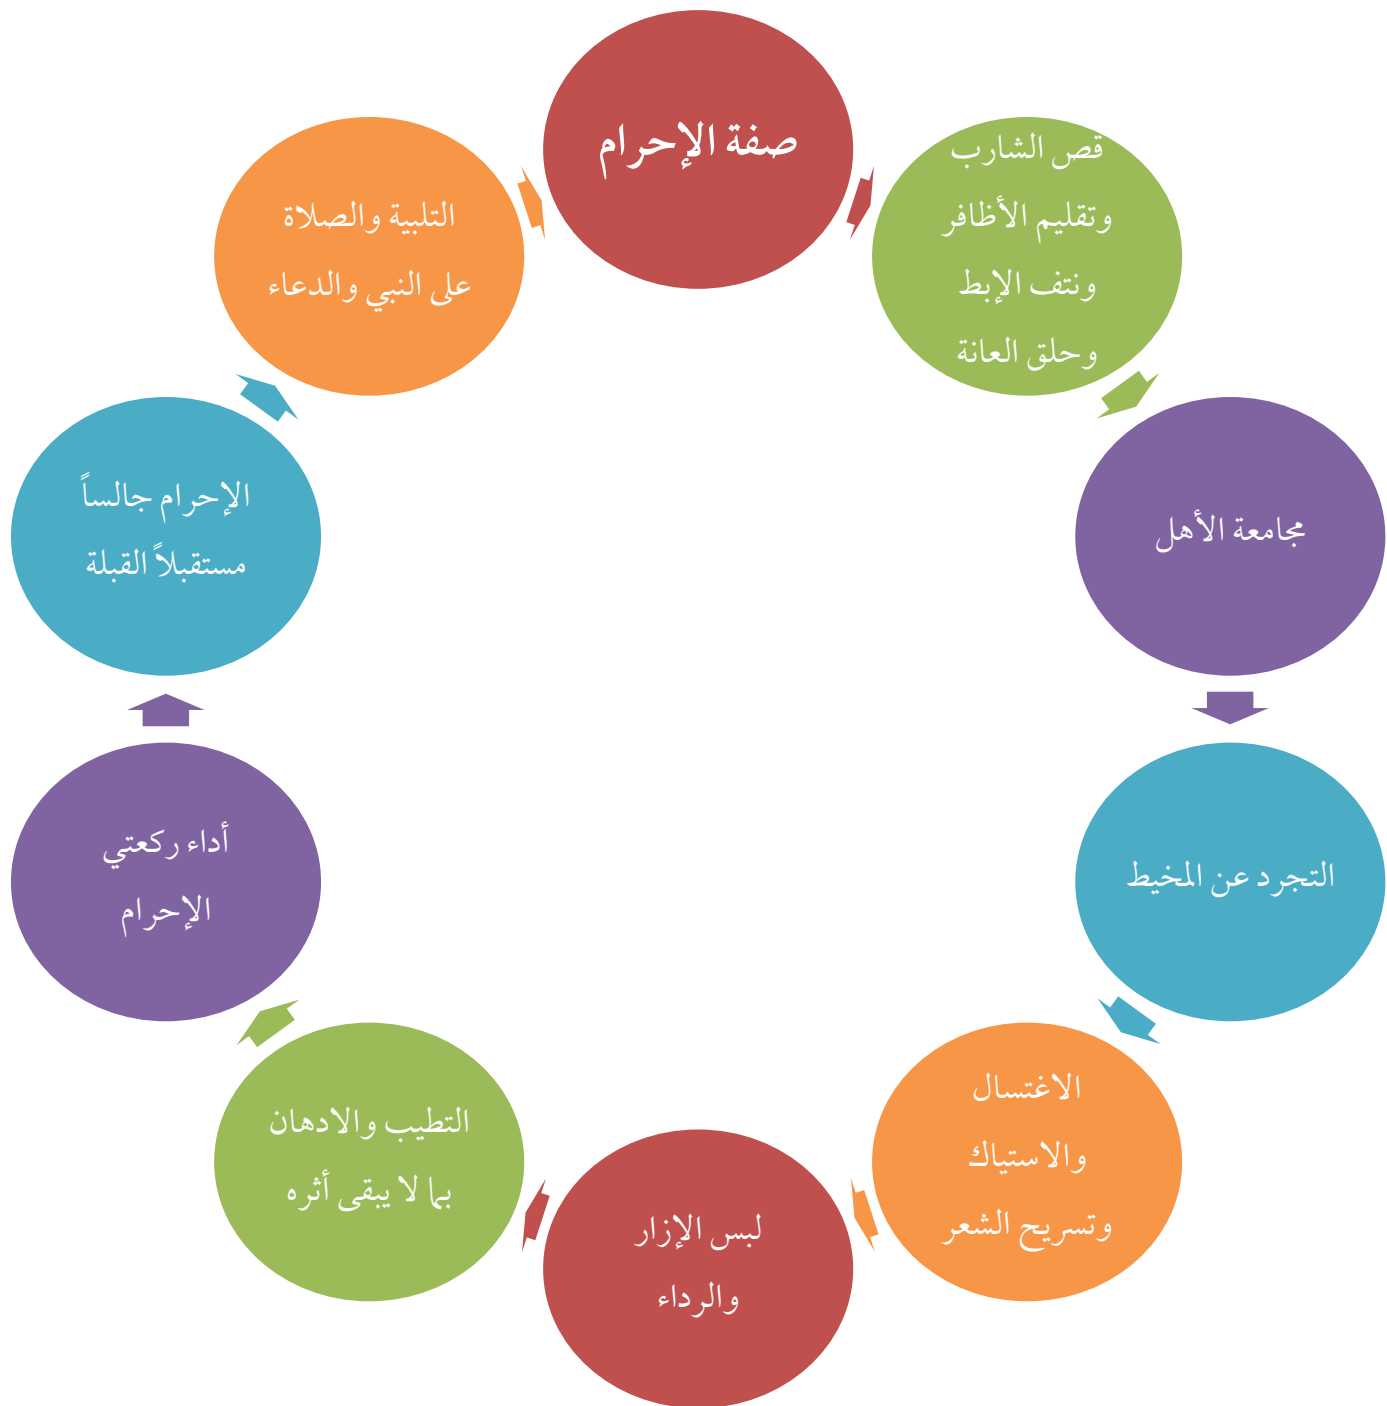 صفة الإحرام
قص الشارب
وتقليم الأظافر
ونتف الإبط
وحلق العانة
مجامعة الأهل
التجرد عن المخيط
الاغتسال
والاستياك
وتسريح الشعر
لبس الإزار
والرداء
التطيب والادهان
بما لا يبقى أثره
أداء ركعتي
الإحرام
الإحرام جالساً
مستقبلاً القبلة
التلبية والصلاة
على النبي والدعاء